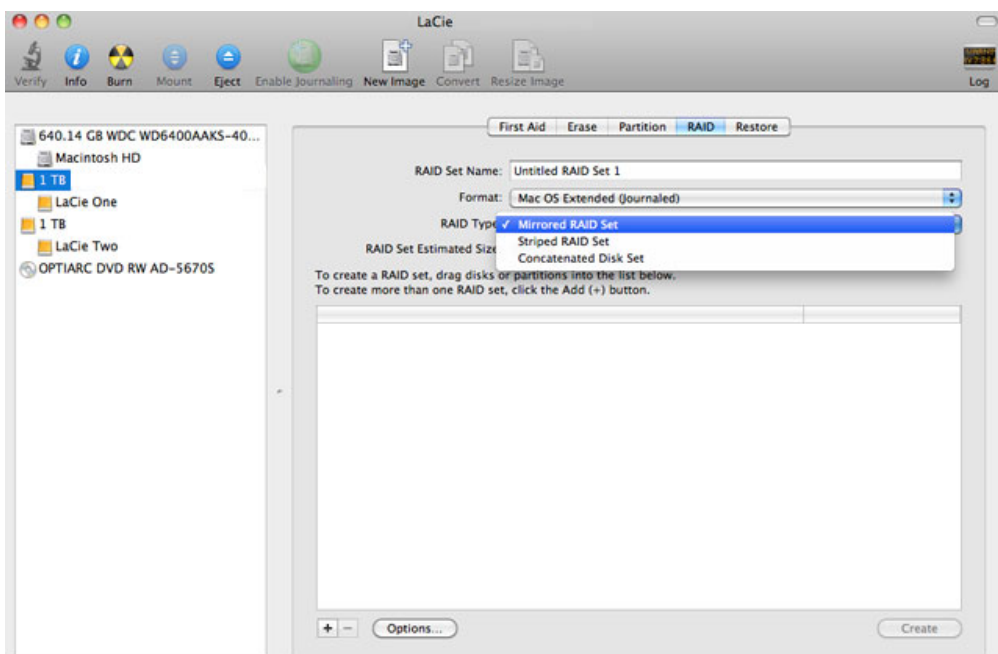 LaCie
Verify Info Burn Mount Eject Enable Journaling New Image Convert Resize Image Log
640.14 GB WDC WD6400AAKS-40...
Macintosh HD
1 TB
LaCie One
1 TB
LaCie Two
OPTIARC DVD RW AD-5670S
First Aid Erase Partition RAID Restore
RAID Set Name: Untitled RAID Set 1
Format: Mac OS Extended (Journaled)
RAID Type
✓ Mirrored RAID Set
Striped RAID Set
Concatenated Disk Set
RAID Set Estimated Size
To create a RAID set, drag disks or partitions into the list below.
To create more than one RAID set, click the Add (+) button.
+ − Options... Create